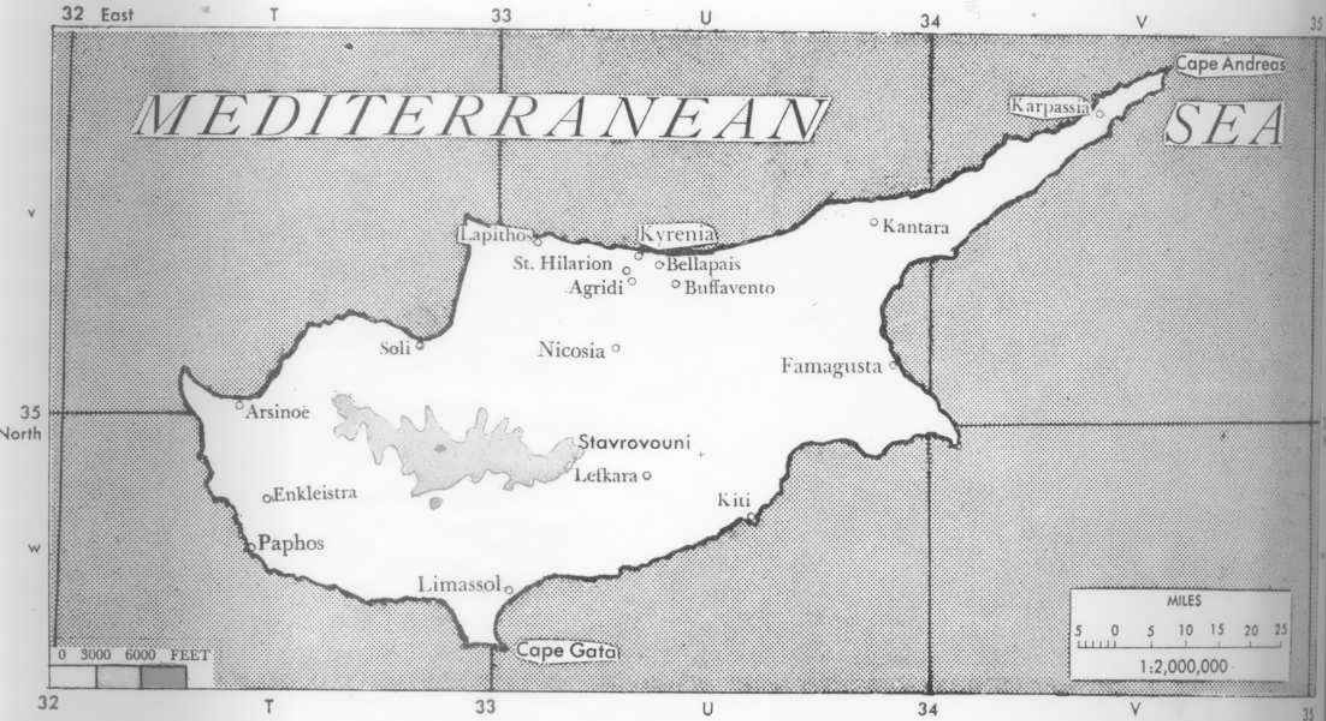 32 East T 33 U 34 V 35
Cape Andreas
Karpassia
MEDITERRANEAN SEA
v
Kantara
Lapithos
Kyrenia
St. Hilarion
Bellapais
Agridi
Buffavento
Soli
Nicosia
Famagusta
35
North
Arsinoë
Stavrovouni
Lefkara
Enkleistra
Kiti
w
Paphos
Limassol
Cape Gata
MILES
5 0 5 10 15 20 25
1:2,000,000
0 3000 6000 FEET
32 T 33 U 34 V 35